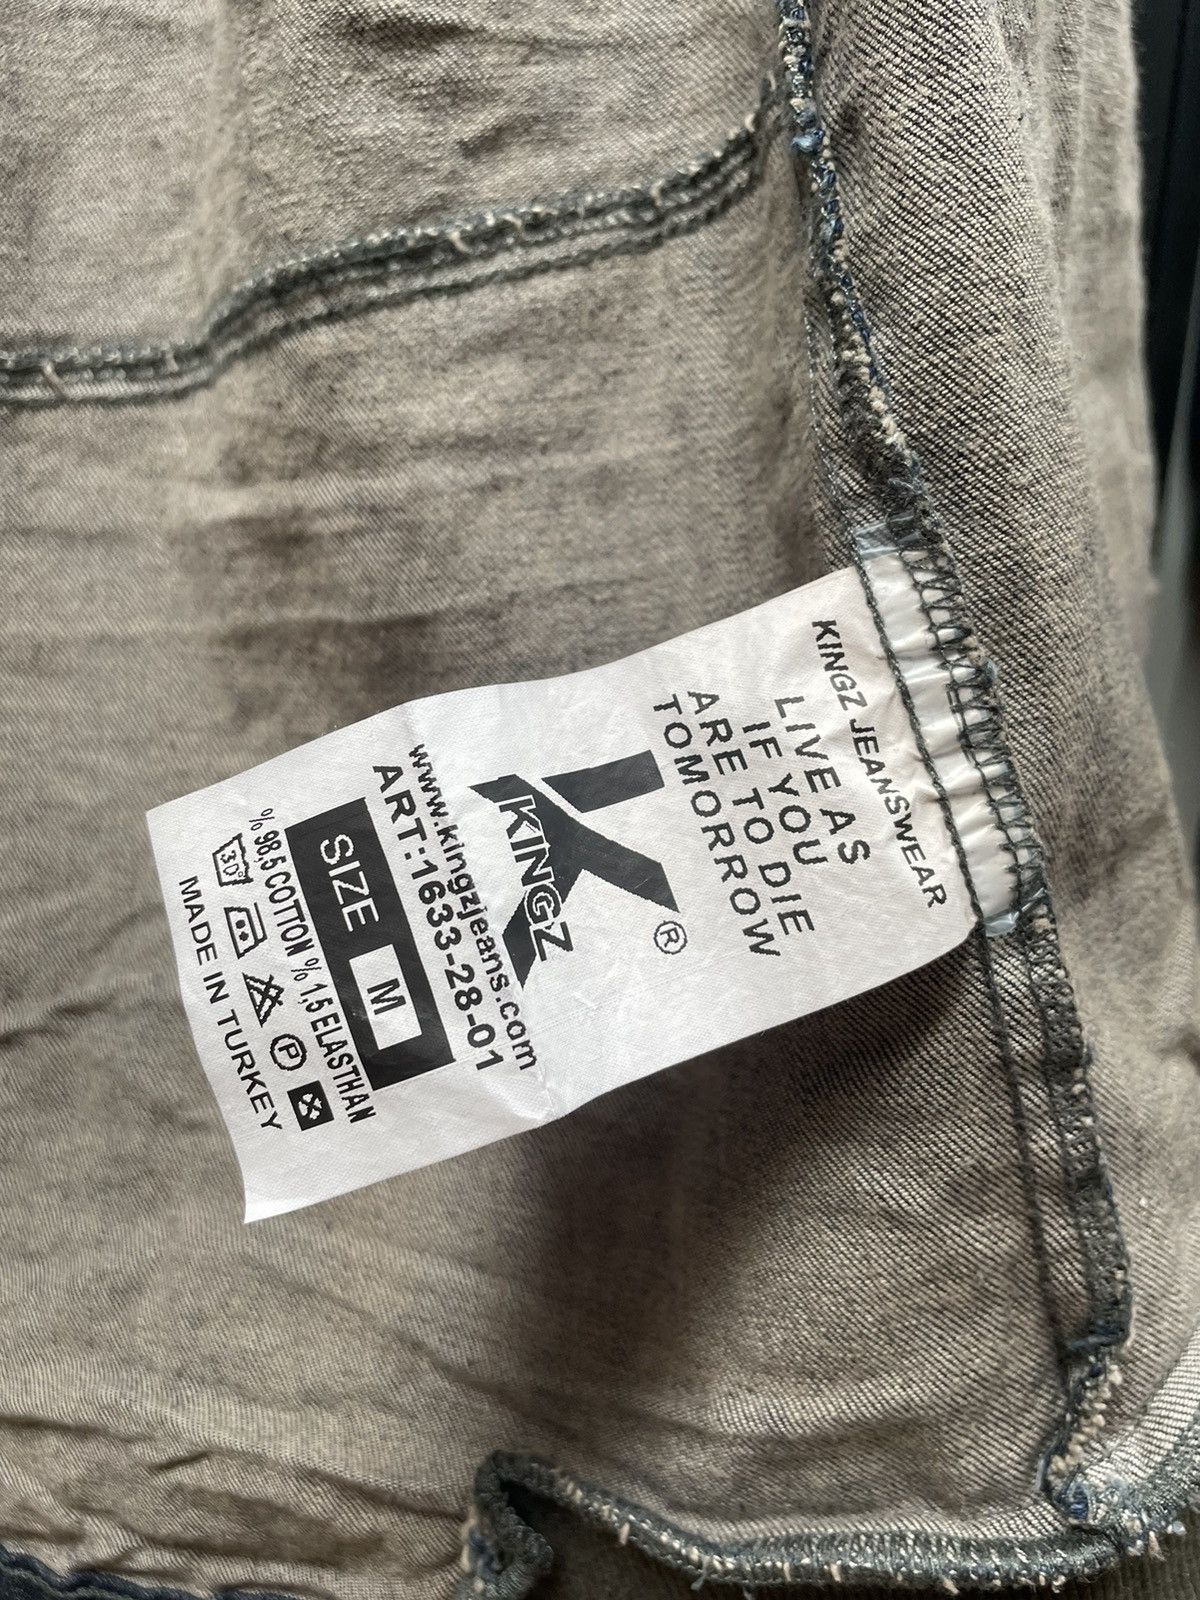 KINGZ JEANSWEAR
LIVE AS
IF YOU
ARE TO DIE
TOMORROW
®
KINGZ
www.kingzjeans.com
ART:1633-28-01
SIZE M
% 98,5 COTTON % 1,5 ELASTHAN
30° P
MADE IN TURKEY